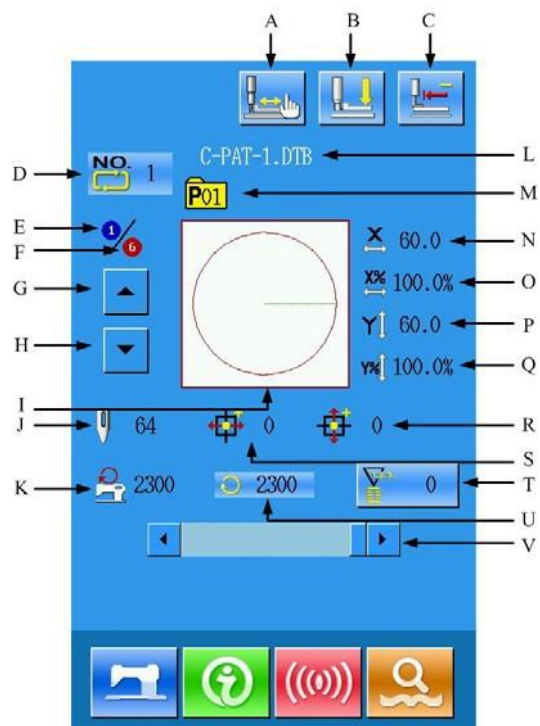 A B C
C-PAT-1.DTB L
D NO. 1
P01 M
E 1
F 6
X 60.0 N
G X% 100.0% O
Y 60.0 P
H Y% 100.0% Q
I
J 64 0 0 R
S
K 2300 2300 0 T
U
V